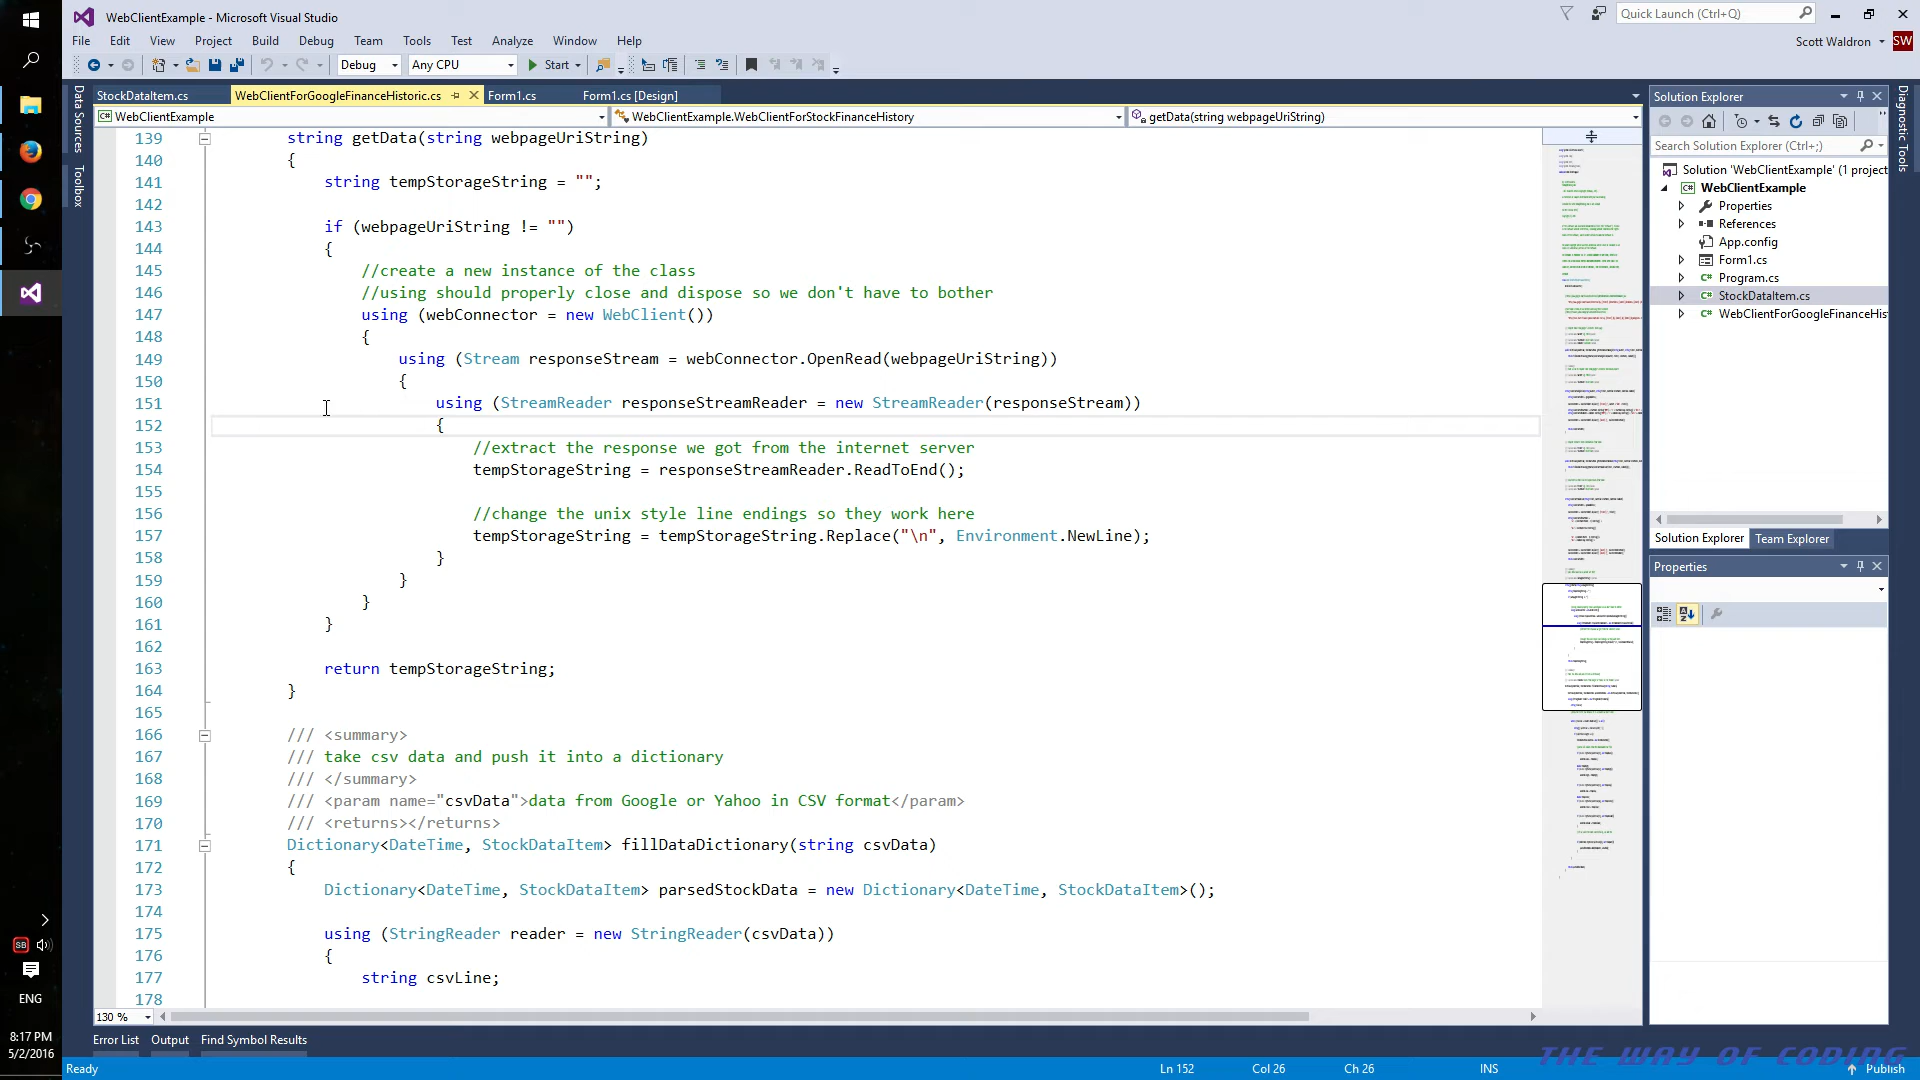 WebClientExample - Microsoft Visual Studio
Quick Launch (Ctrl+Q)
File Edit View Project Build Debug Team Tools Test Analyze Window Help
Scott Waldron SW
Debug Any CPU Start
Data Sources
Toolbox
StockDataItem.cs WebClientForGoogleFinanceHistoric.cs Form1.cs Form1.cs [Design]
WebClientExample WebClientExample.WebClientForStockFinanceHistory getData(string webpageUriString)
139 string getData(string webpageUriString)
140 {
141 string tempStorageString = "";
142
143 if (webpageUriString != "")
144 {
145 //create a new instance of the class
146 //using should properly close and dispose so we don't have to bother
147 using (webConnector = new WebClient())
148 {
149 using (Stream responseStream = webConnector.OpenRead(webpageUriString))
150 {
151 using (StreamReader responseStreamReader = new StreamReader(responseStream))
152 {
153 //extract the response we got from the internet server
154 tempStorageString = responseStreamReader.ReadToEnd();
155
156 //change the unix style line endings so they work here
157 tempStorageString = tempStorageString.Replace("\n", Environment.NewLine);
158 }
159 }
160 }
161 }
162
163 return tempStorageString;
164 }
165
166 /// <summary>
167 /// take csv data and push it into a dictionary
168 /// </summary>
169 /// <param name="csvData">data from Google or Yahoo in CSV format</param>
170 /// <returns></returns>
171 Dictionary<DateTime, StockDataItem> fillDataDictionary(string csvData)
172 {
173 Dictionary<DateTime, StockDataItem> parsedStockData = new Dictionary<DateTime, StockDataItem>();
174
175 using (StringReader reader = new StringReader(csvData))
176 {
177 string csvLine;
178
130 %
Solution Explorer
Search Solution Explorer (Ctrl+;)
Solution 'WebClientExample' (1 project
C# WebClientExample
Properties
References
App.config
Form1.cs
C# Program.cs
C# StockDataItem.cs
C# WebClientForGoogleFinanceHis
Solution Explorer Team Explorer
Properties
Diagnostic Tools
Error List Output Find Symbol Results
Ready Ln 152 Col 26 Ch 26 INS Publish
THE WAY OF CODING
SB
ENG
8:17 PM
5/2/2016